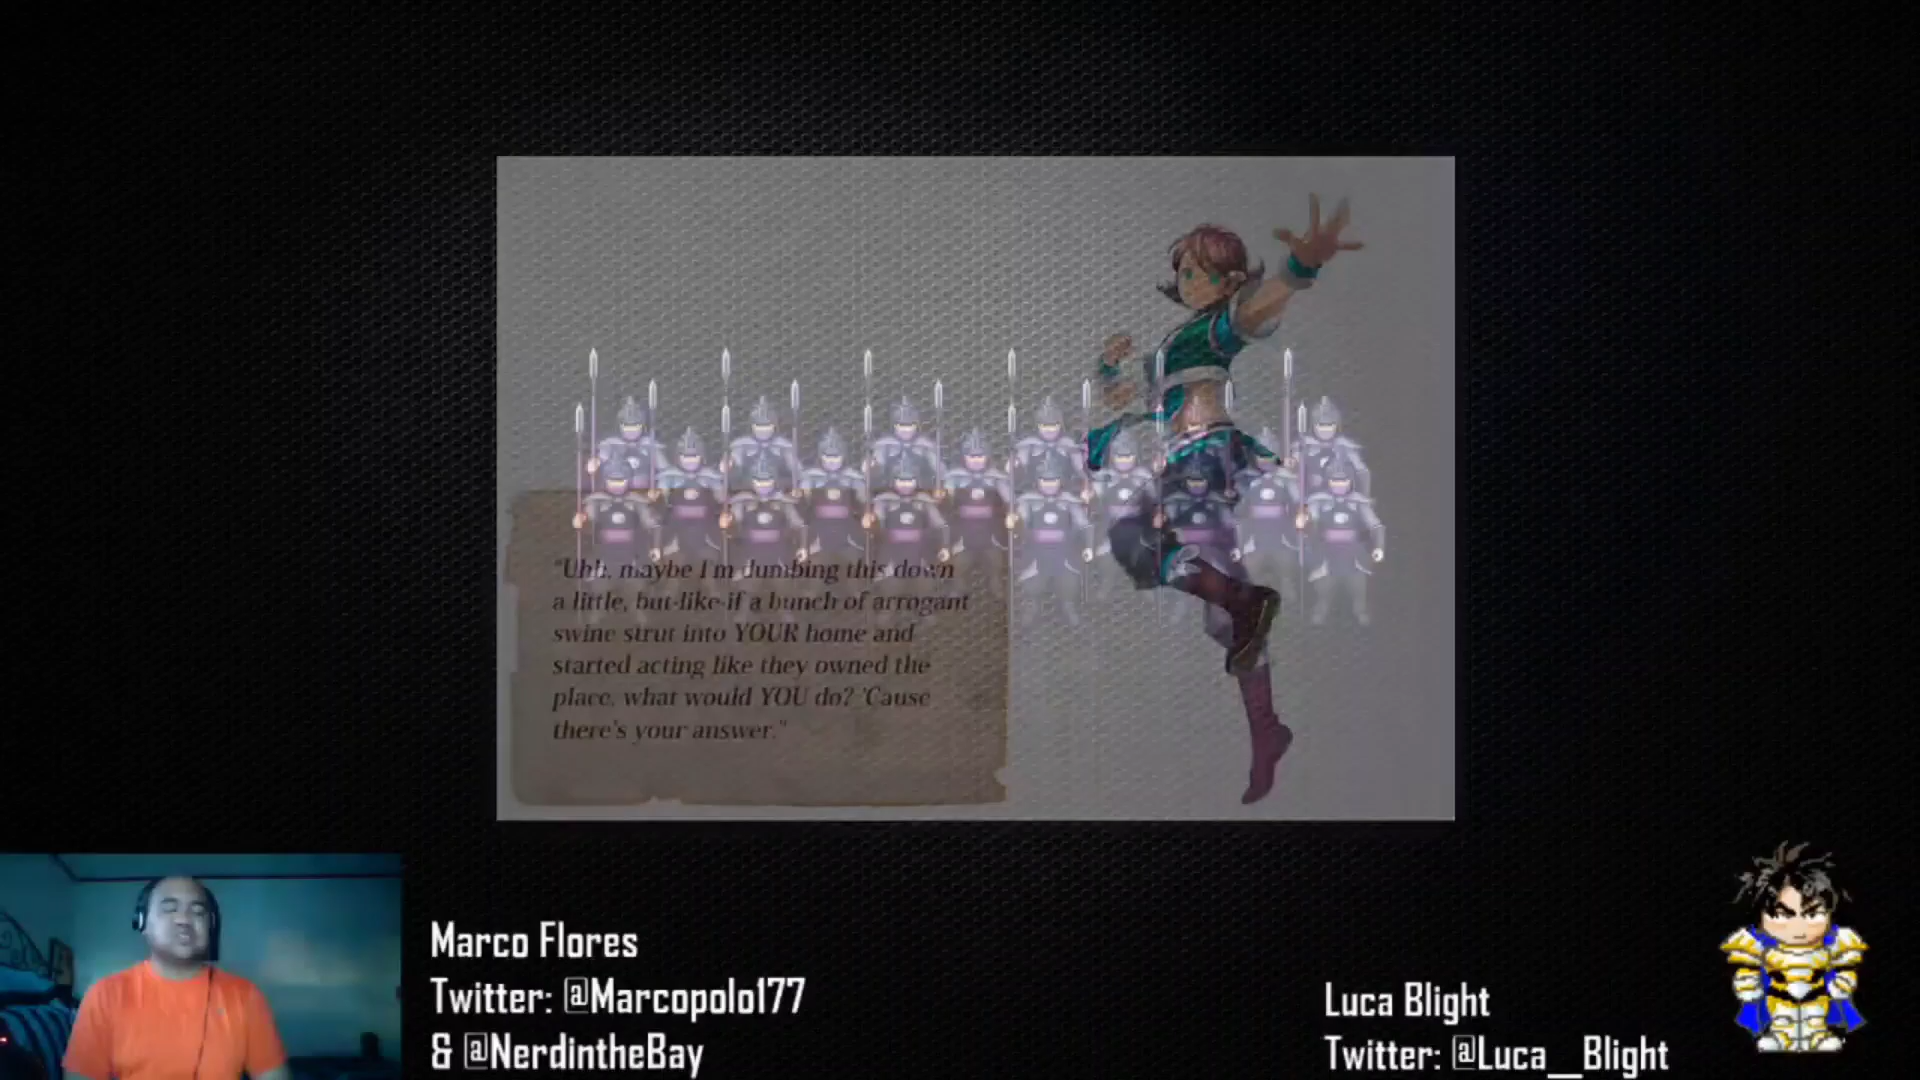 "Uhh, maybe I'm dumbing this down
a little, but-like-if a bunch of arrogant
swine strut into YOUR home and
started acting like they owned the
place, what would YOU do? 'Cause
there's your answer."
Marco Flores
Twitter: @Marcopolo177
& @NerdintheBay
Luca Blight
Twitter: @Luca__Blight